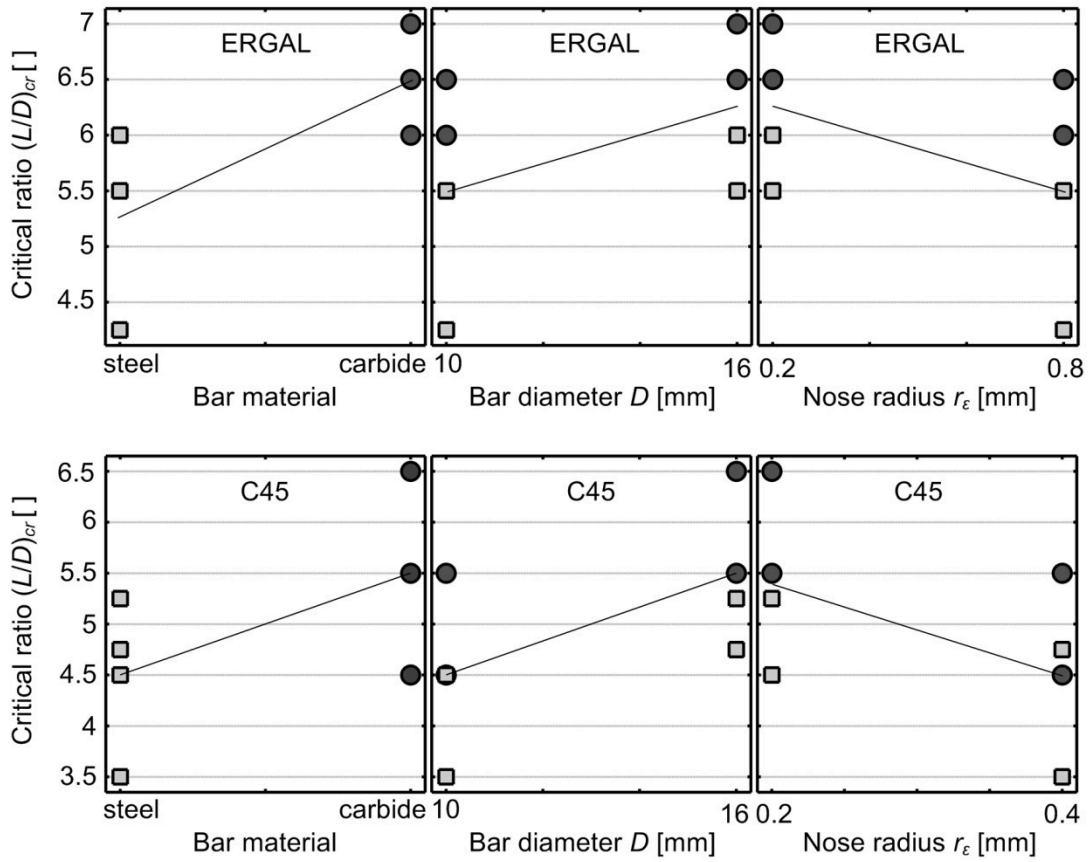 Critical ratio (L/D)cr [ ]
7
6.5
6
5.5
5
4.5
ERGAL
ERGAL
ERGAL
steel
carbide
10
16
0.2
0.8
Bar material
Bar diameter D [mm]
Nose radius rε [mm]
Critical ratio (L/D)cr [ ]
6.5
6
5.5
5
4.5
4
3.5
C45
C45
C45
steel
carbide
10
16
0.2
0.4
Bar material
Bar diameter D [mm]
Nose radius rε [mm]